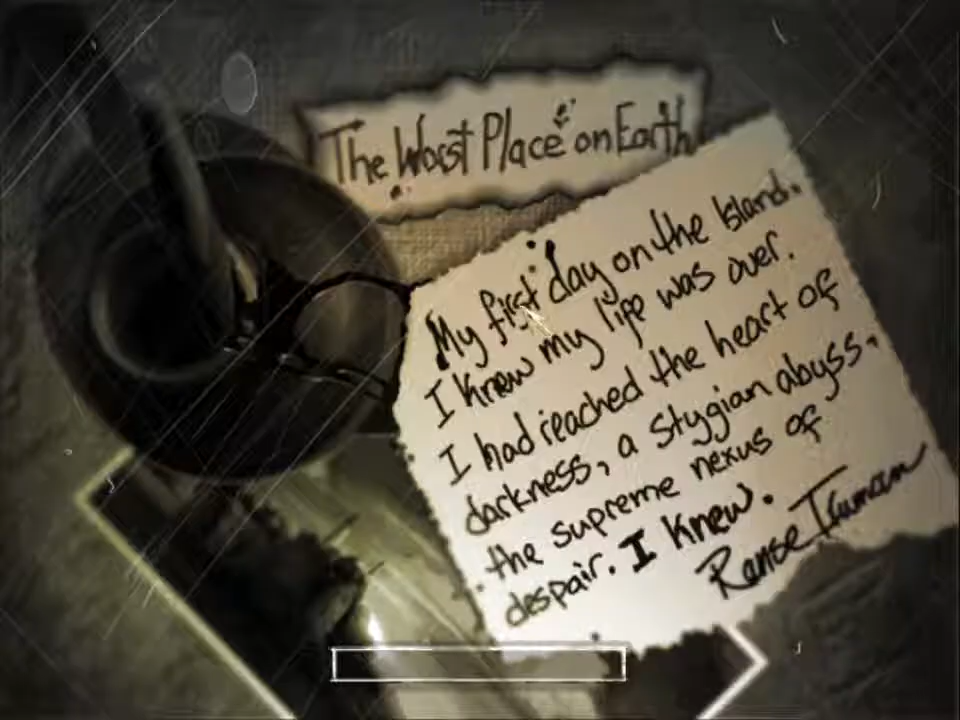 The Worst Place on Earth
My first day on the Island.
I knew my life was over.
I had reached the heart of
darkness, a stygian abyss,
the supreme nexus of
despair. I knew.
Ranse Truman